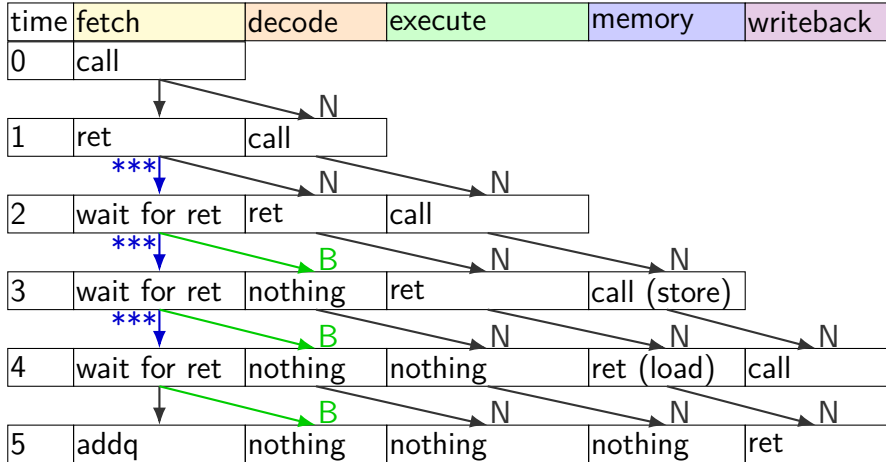 time fetch decode execute memory writeback
0 call
N
1 ret call
*** N N
2 wait for ret ret call
*** B N N
3 wait for ret nothing ret call (store)
*** B N N N
4 wait for ret nothing nothing ret (load) call
B N N N
5 addq nothing nothing nothing ret